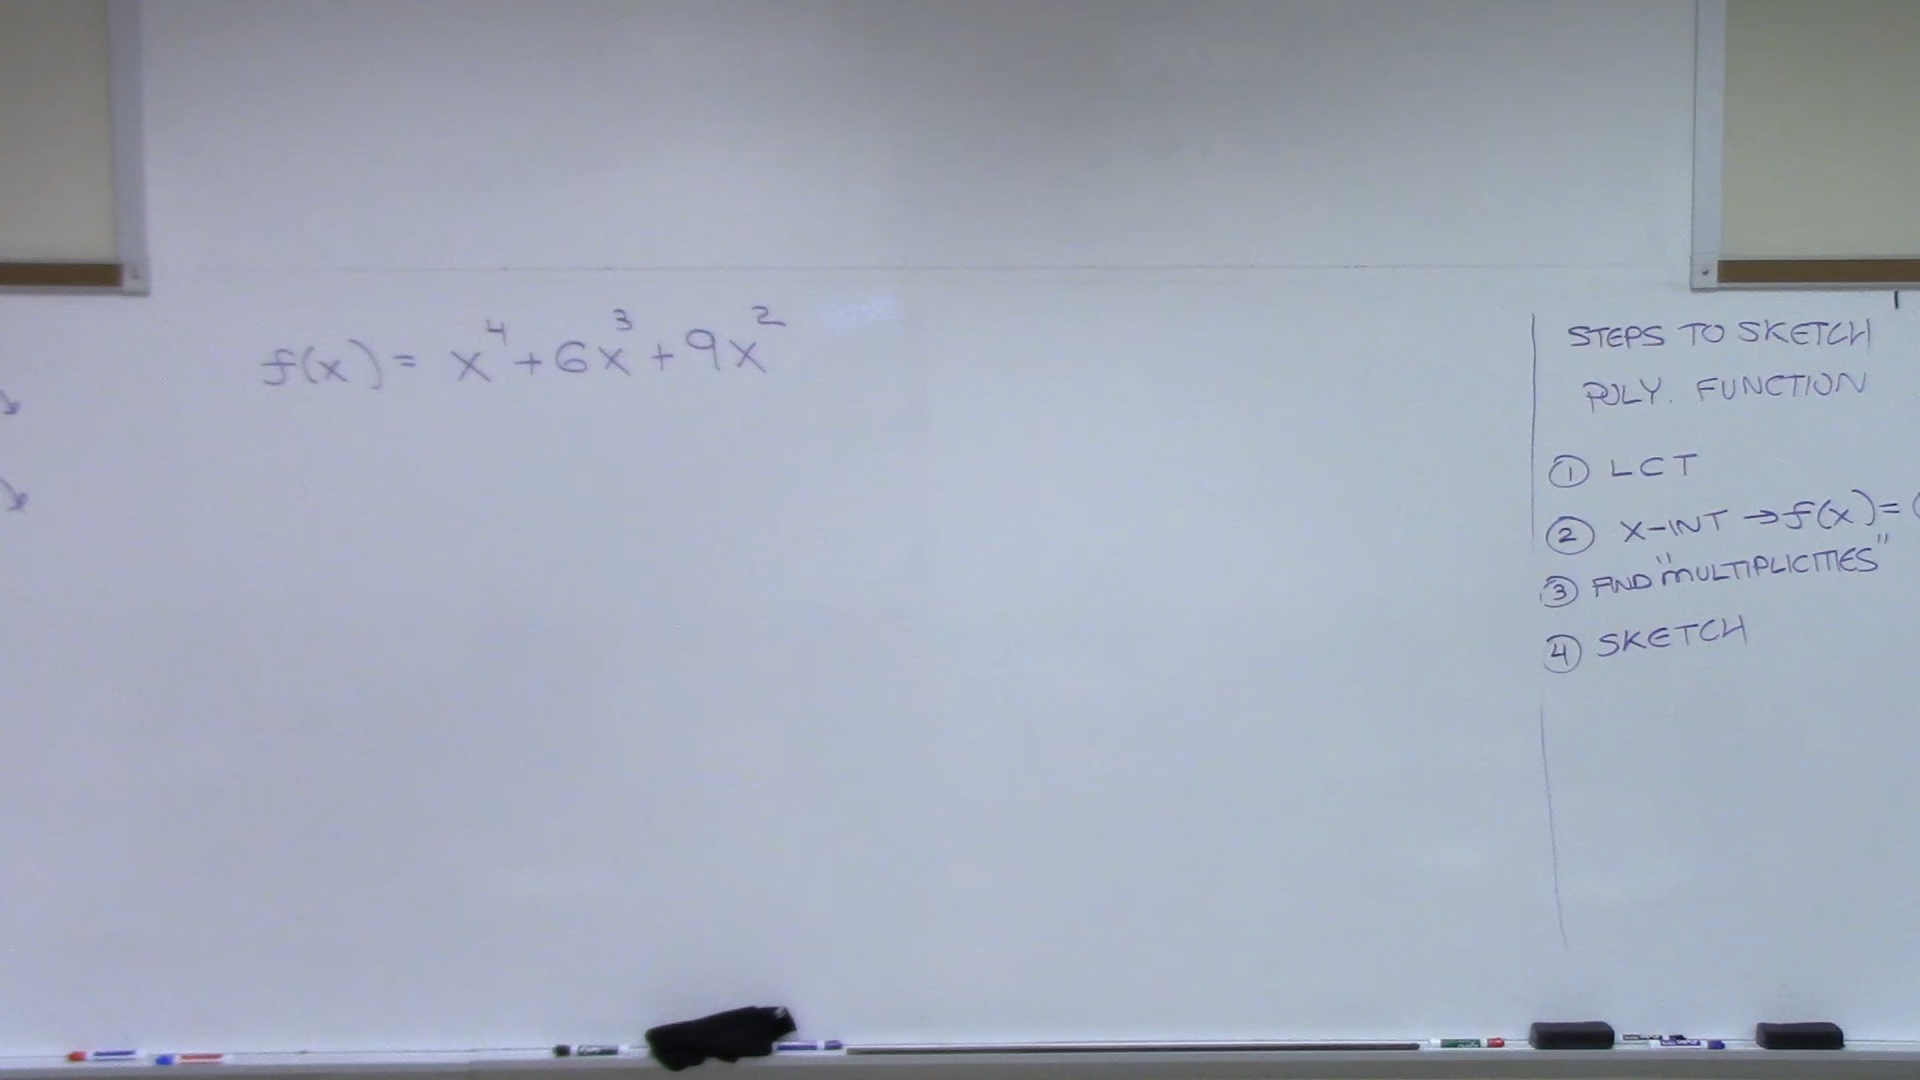 f(x) = x⁴ + 6x³ + 9x²
STEPS TO SKETCH
POLY. FUNCTION
① LCT
② X-INT → f(x) =
③ FIND "MULTIPLICITIES"
④ SKETCH